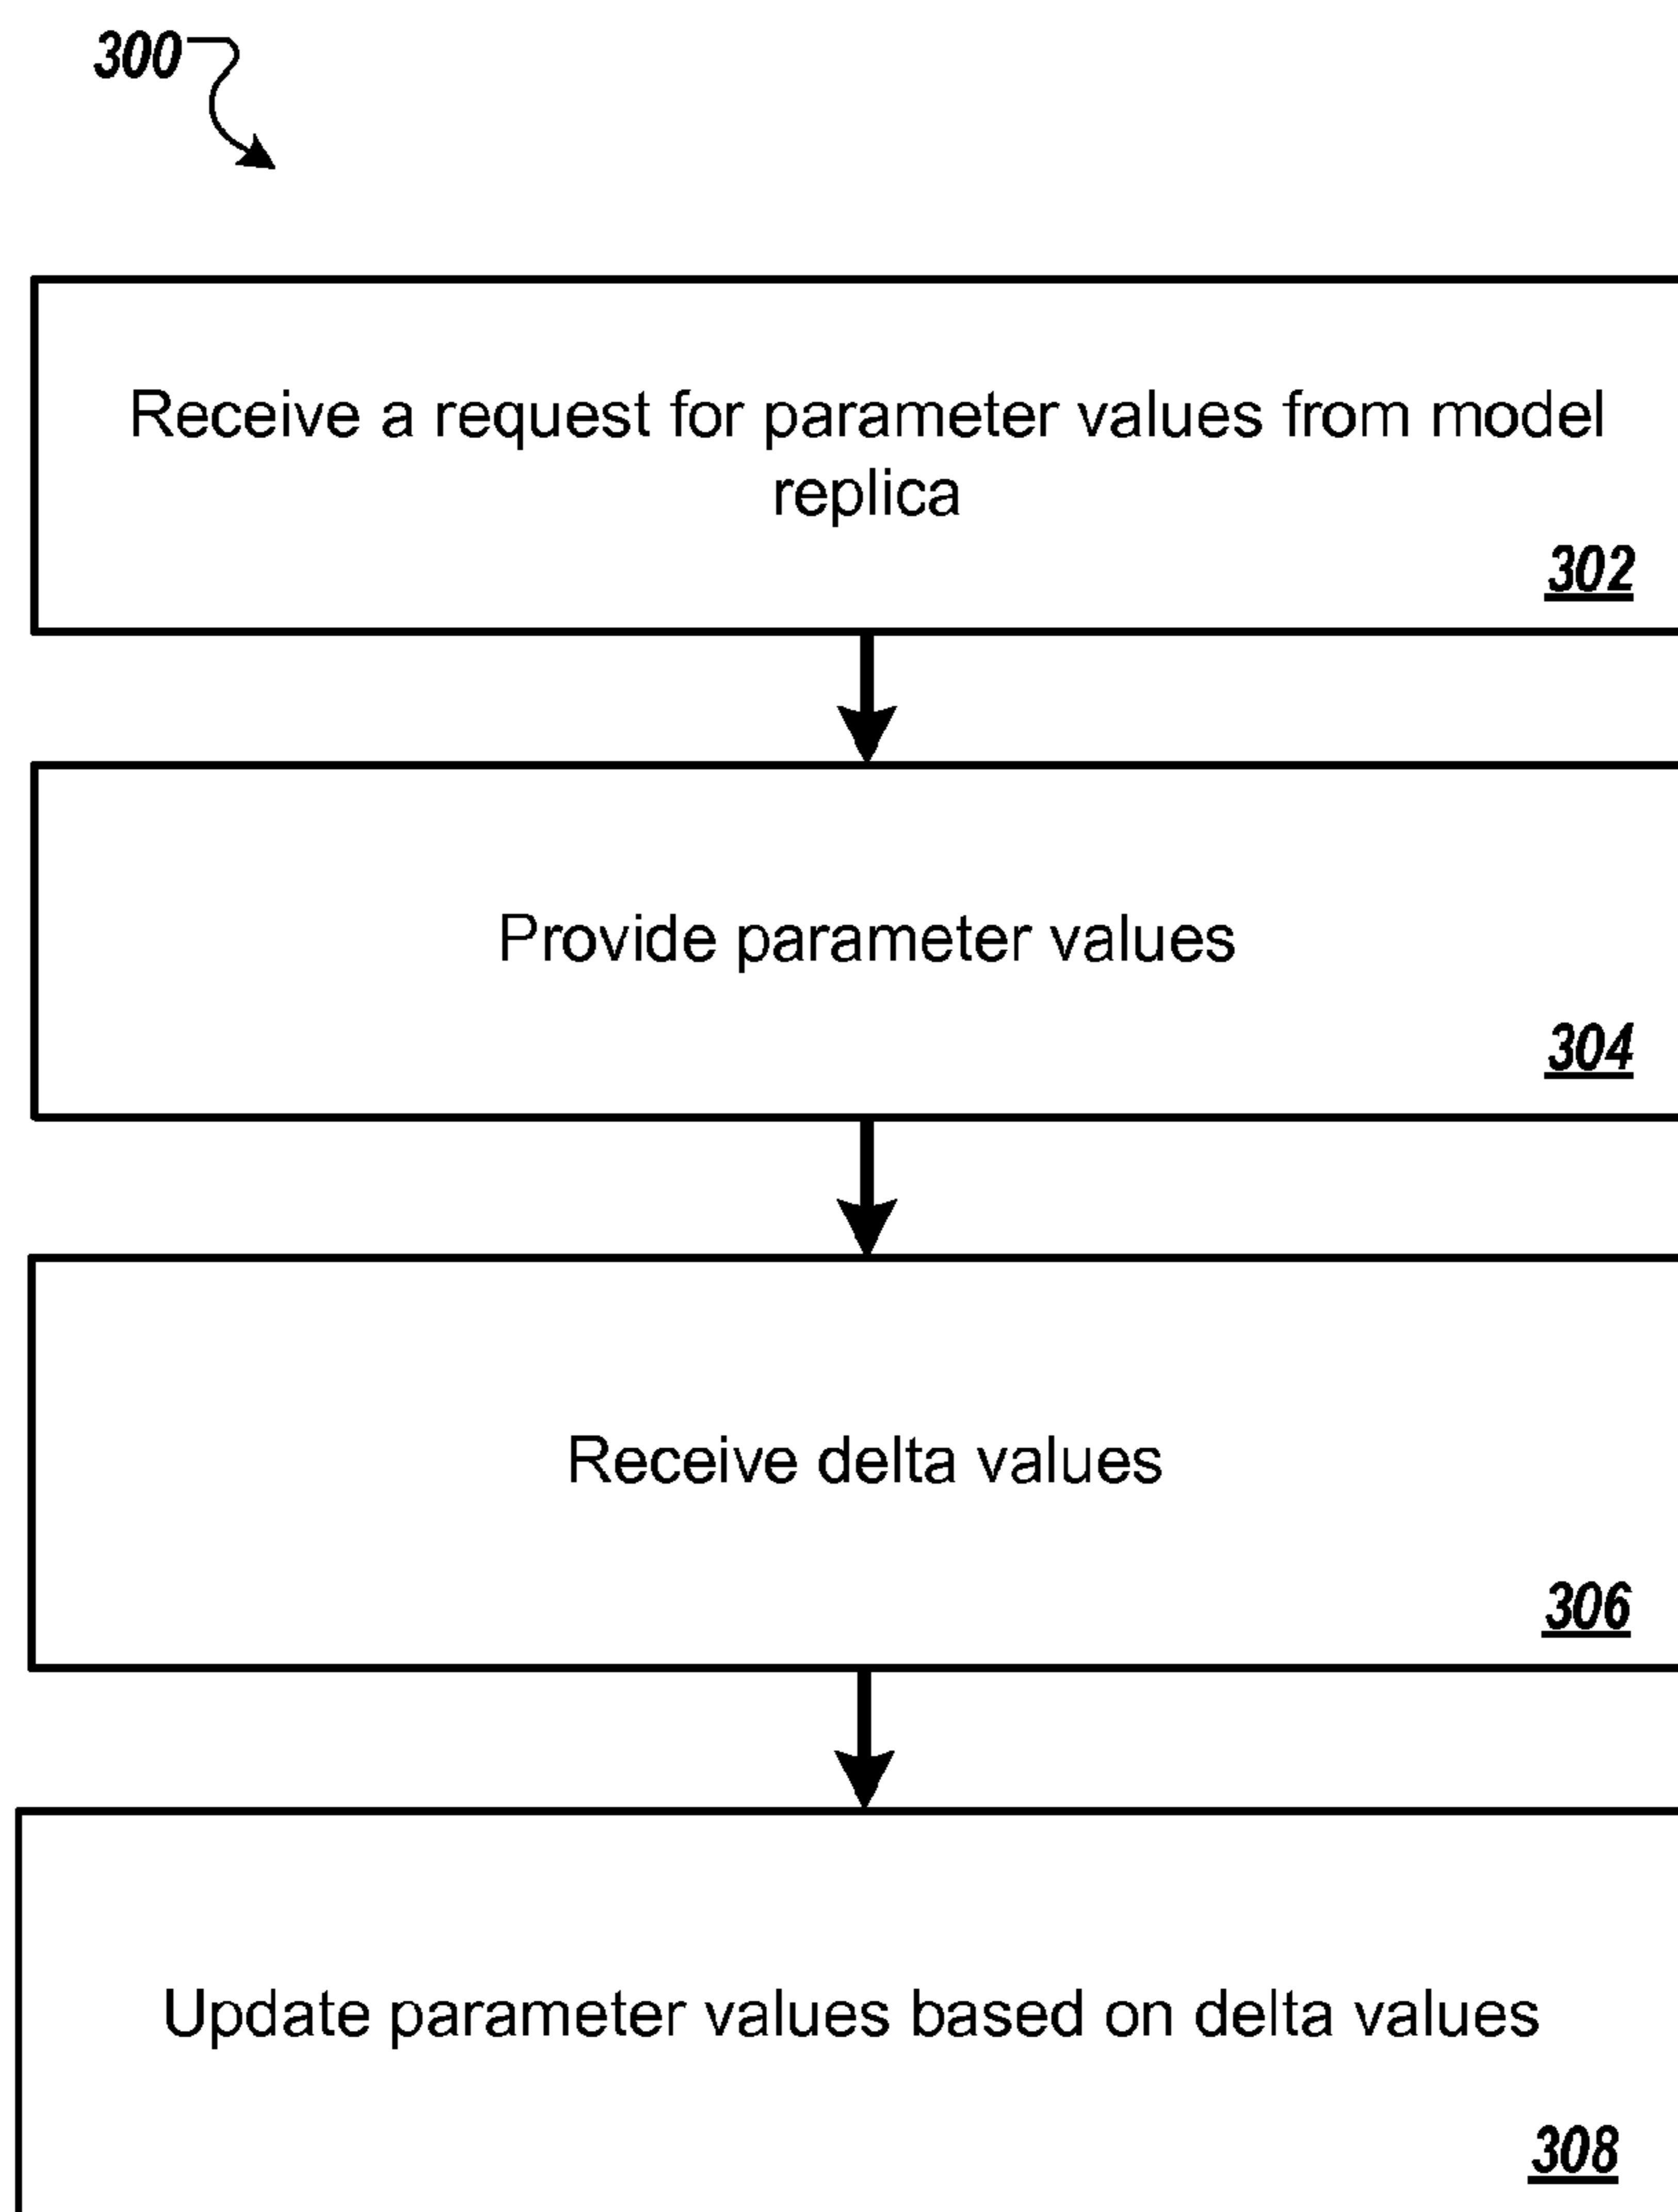 300
Receive a request for parameter values from model
replica
302
Provide parameter values
304
Receive delta values
306
Update parameter values based on delta values
308